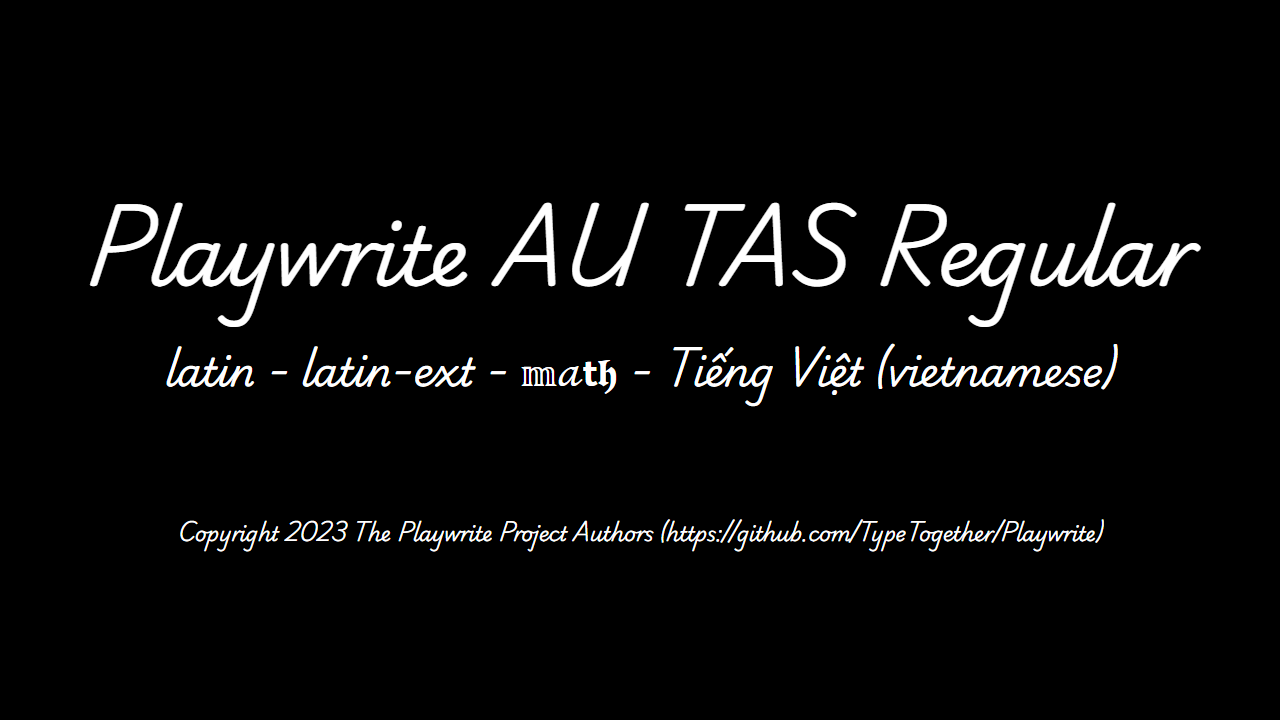 Playwrite AU TAS Regular
latin - latin-ext - 𝕞𝑎𝘁𝖍 - Tiếng Việt (vietnamese)
Copyright 2023 The Playwrite Project Authors (https://github.com/TypeTogether/Playwrite)